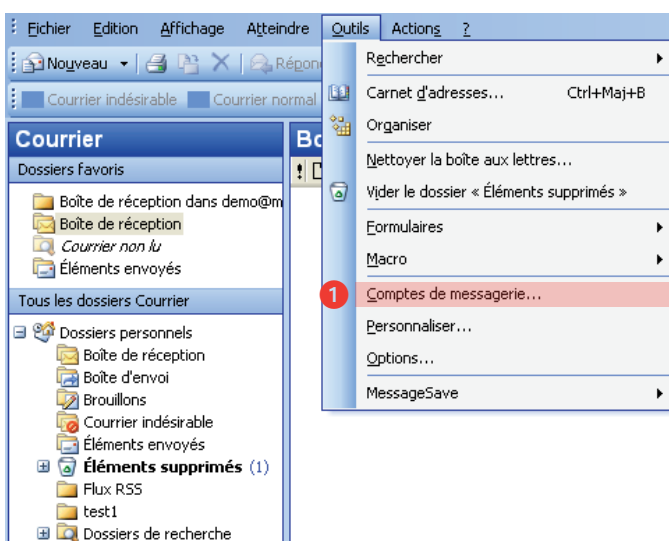 Fichier Edition Affichage Atteindre Outils Actions ?
Nouveau
Courrier indésirable Courrier normal
Courrier
Dossiers favoris
Boîte de réception dans demo@m
Boîte de réception
Courrier non lu
Éléments envoyés
Tous les dossiers Courrier
Dossiers personnels
Boîte de réception
Boîte d'envoi
Brouillons
Courrier indésirable
Éléments envoyés
Éléments supprimés (1)
Flux RSS
test1
Dossiers de recherche
Rechercher
Carnet d'adresses... Ctrl+Maj+B
Organiser
Nettoyer la boîte aux lettres...
Vider le dossier « Éléments supprimés »
Formulaires
Macro
1 Comptes de messagerie...
Personnaliser...
Options...
MessageSave